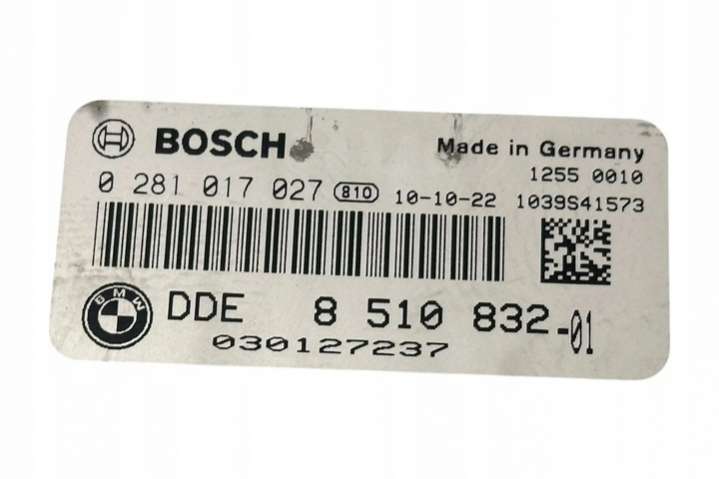 BOSCH Made in Germany
1255 0010
0 281 017 027 810 10-10-22 1039S41573
BMW DDE 8 510 832-01
030127237